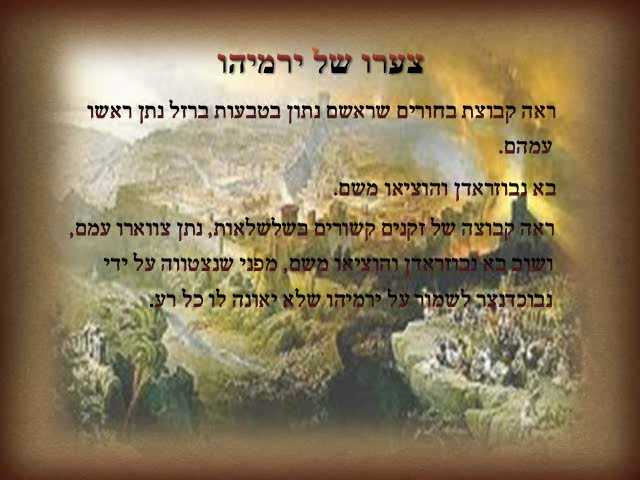 צערו של ירמיהו
ראה קבוצת בחורים שראשם נתון בטבעות ברזל נתן ראשו
עמהם.
בא נבוזראדן והוציאו משם.
ראה קבוצה של זקנים קשורים בשלשלאות, נתן צווארו עמם,
ושוב בא נבוזראדן והוציאו משם, מפני שנצטווה על ידי
נבוכדנצר לשמור על ירמיהו שלא יאונה לו כל רע.